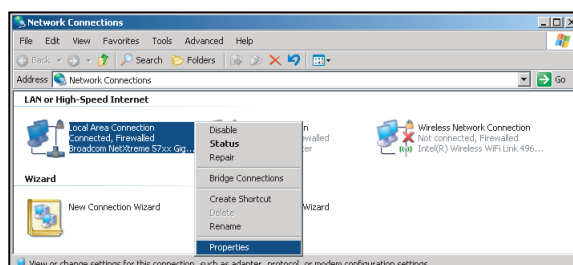 Network Connections
File Edit View Favorites Tools Advanced Help
Back Search Folders
Address Network Connections Go
LAN or High-Speed Internet
Local Area Connection
Connected, Firewalled
Broadcom NetXtreme 57xx Gig...
Disable
Status
Repair
Bridge Connections
Create Shortcut
Delete
Rename
Properties
n
walled
ter
Wireless Network Connection
Not connected, Firewalled
Intel(R) Wireless WiFi Link 496...
Wizard
New Connection Wizard
Wizard
View or change settings for this connection, such as adapter, protocol, or modem configuration settings.